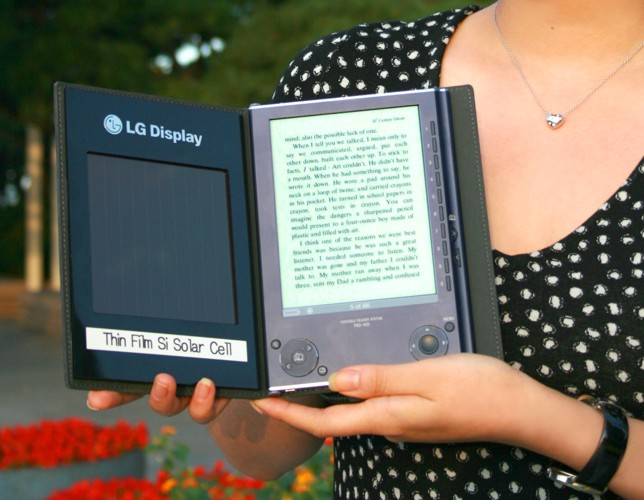 LG Display
Thin Film Si Solar Cell
mind: also the possible luck of one.
When I tell you we talked, I mean only to
say we communicated, argued, put each
other down, built each other up. To stick to
facts, I talked - Art couldn't. He didn't have
a mouth. When he had something to say, he
wrote it down. He wore a pad around his
neck on a loop of twine, and carried crayons
in his pocket. He turned in school papers in
crayon, took tests in crayon. You can
imagine the dangers a sharpened pencil
would present to a four-ounce boy made of
plastic and filled with air.
I think one of the reasons we were best
friends was because he was such a great
listener. I needed someone to listen. My
mother was gone and my father I couldn't
talk to. My mother ran away when I was
three, sent my Dad a rambling and confused
5 of 88